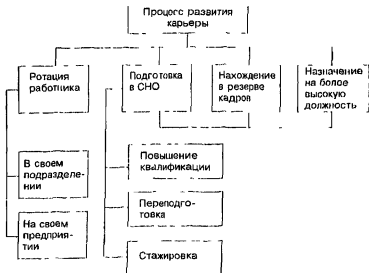 Процесс развития
карьеры
Ротация
работника
Подготовка
в СНО
Нахождение
в резерве
кадров
Назначение
на более
высокую
должность
В своем
подразделе-
нии
На своем
предприя-
тии
Повышение
квылификации
Переподго-
товка
Стажировка